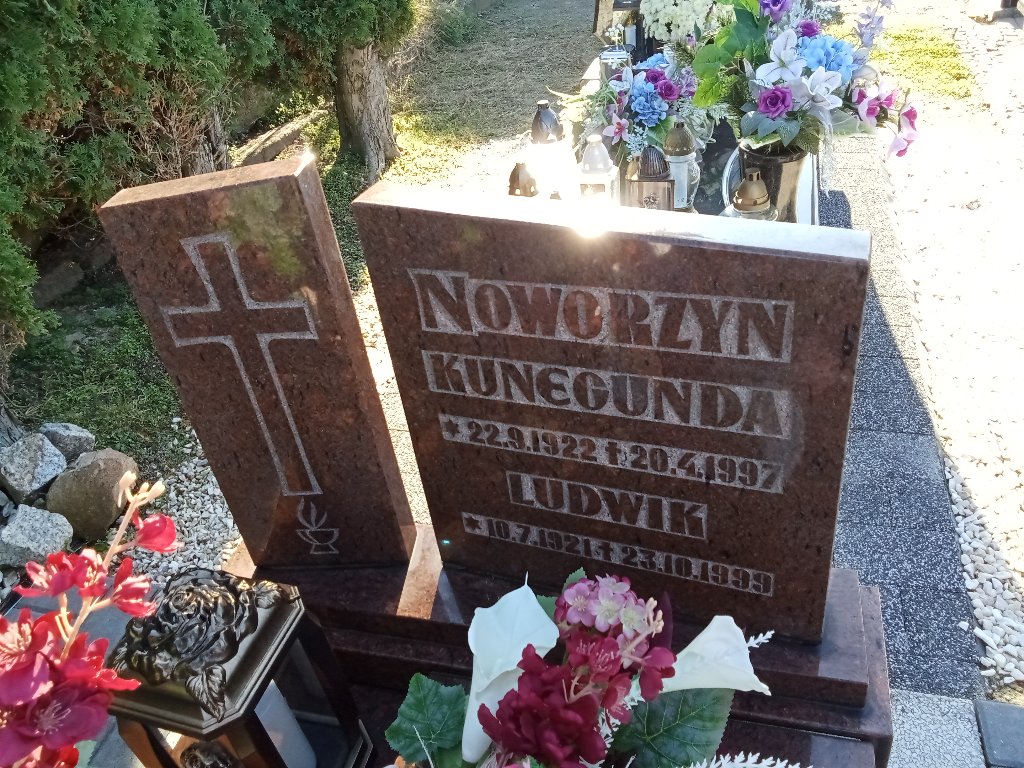 NOWORZYN
KUNEGUNDA
* 22.9.1922 † 20.4.1997
LUDWIK
* 10.7.1921 † 23.10.1999